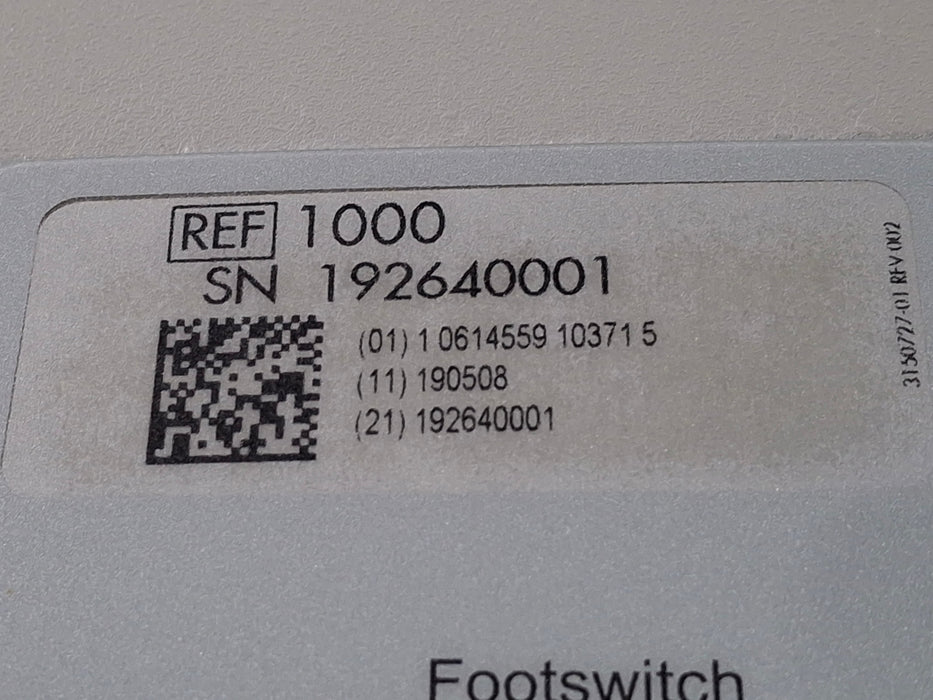 REF 1000
SN 192640001
(01) 1 0614559 10371 5
(11) 190508
(21) 192640001
3150727-01 REV 002
Footswitch